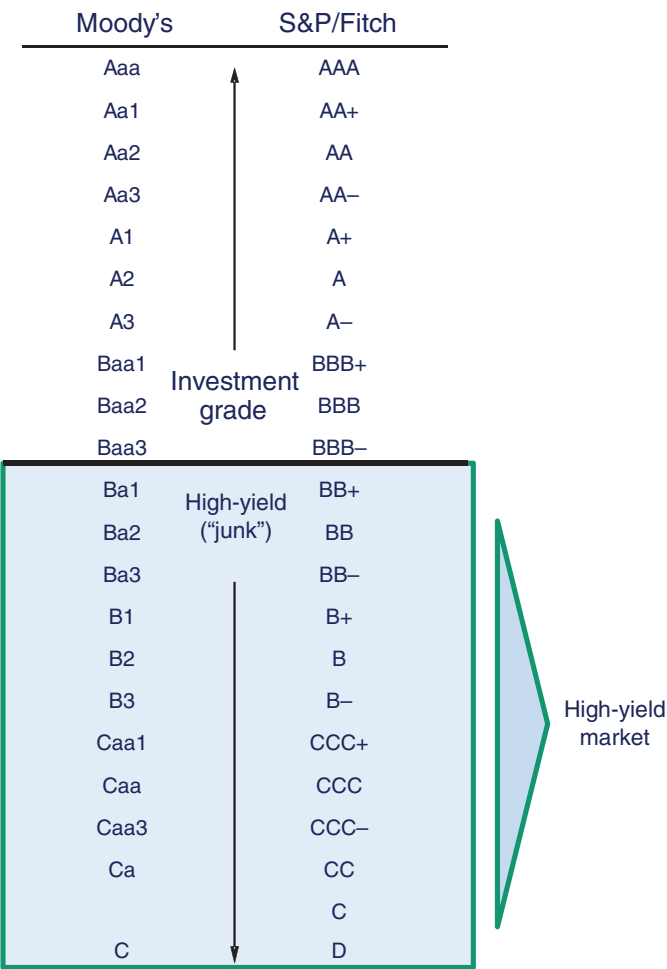 Moody's S&P/Fitch
Aaa AAA
Aa1 AA+
Aa2 AA
Aa3 AA–
A1 A+
A2 A
A3 A–
Baa1 BBB+
Investment
Baa2 BBB
grade
Baa3 BBB–
Ba1 BB+
High-yield
Ba2 BB
(“junk”)
Ba3 BB–
B1 B+
B2 B
B3 B–
High-yield
market
Caa1 CCC+
Caa CCC
Caa3 CCC–
Ca CC
C
C D